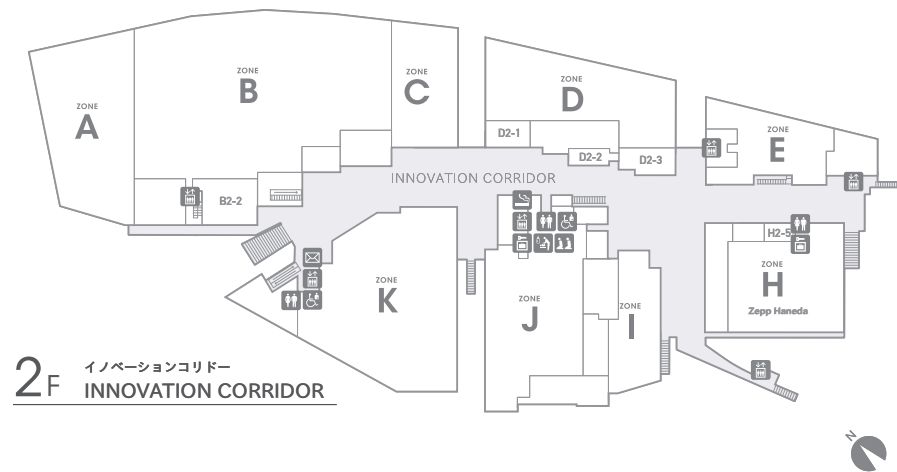 ZONE
A
ZONE
B
ZONE
C
ZONE
D
D2-1
D2-2
D2-3
ZONE
E
B2-2
INNOVATION CORRIDOR
H2-5
ZONE
H
Zepp Haneda
ZONE
K
ZONE
J
ZONE
I
2F
イノベーションコリドー
INNOVATION CORRIDOR
N